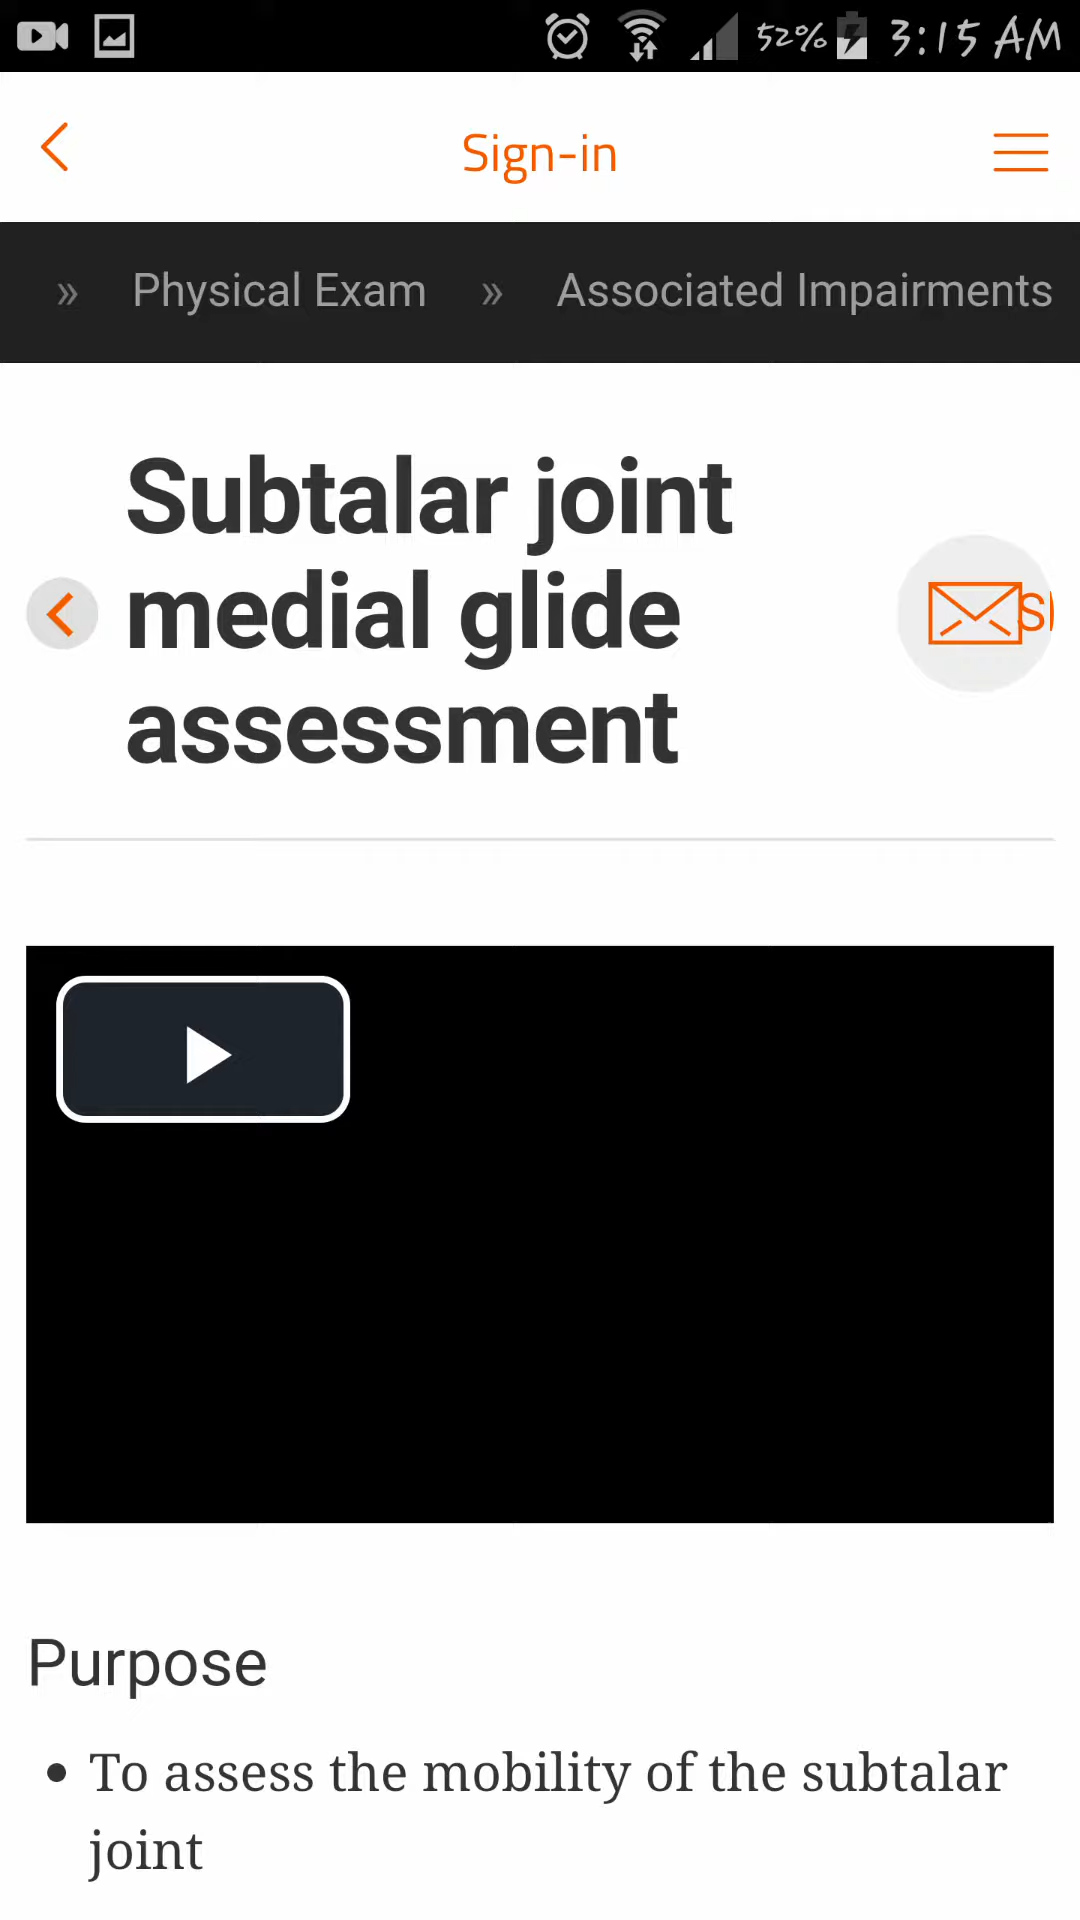 52% 3:15 AM
Sign-in
» Physical Exam » Associated Impairments
Subtalar joint
medial glide
assessment
Purpose
• To assess the mobility of the subtalar
joint